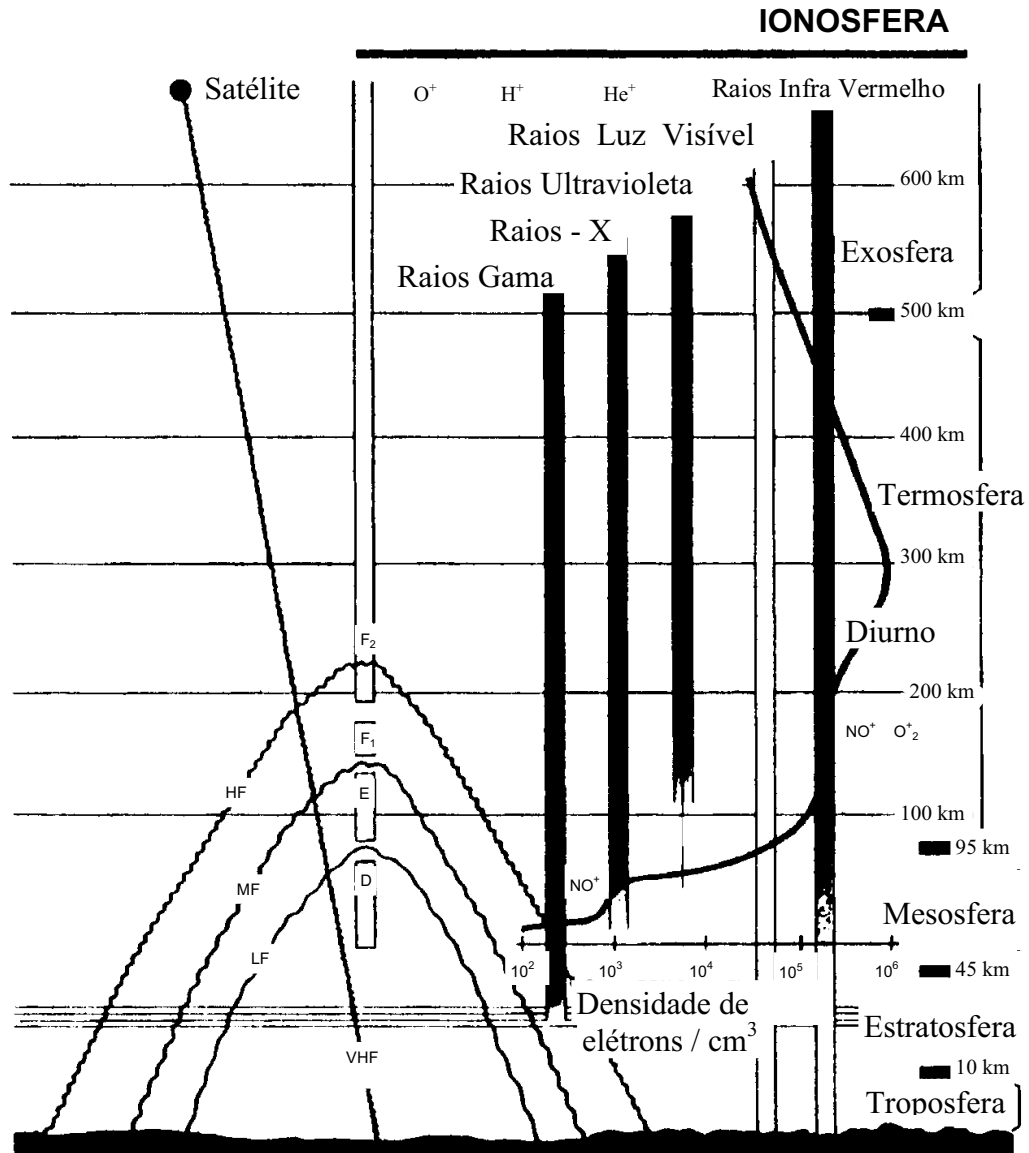 IONOSFERA
Satélite
O⁺ H⁺ He⁺
Raios Infra Vermelho
Raios Luz Visível
600 km
Raios Ultravioleta
Raios - X
Exosfera
Raios Gama
500 km
400 km
Termosfera
300 km
F₂
Diurno
200 km
F₁
NO⁺ O⁺₂
HF
E
100 km
95 km
D
NO⁺
MF
Mesosfera
LF
10² 10³ 10⁴ 10⁵ 10⁶
45 km
Densidade de
elétrons / cm³
Estratosfera
VHF
10 km
Troposfera